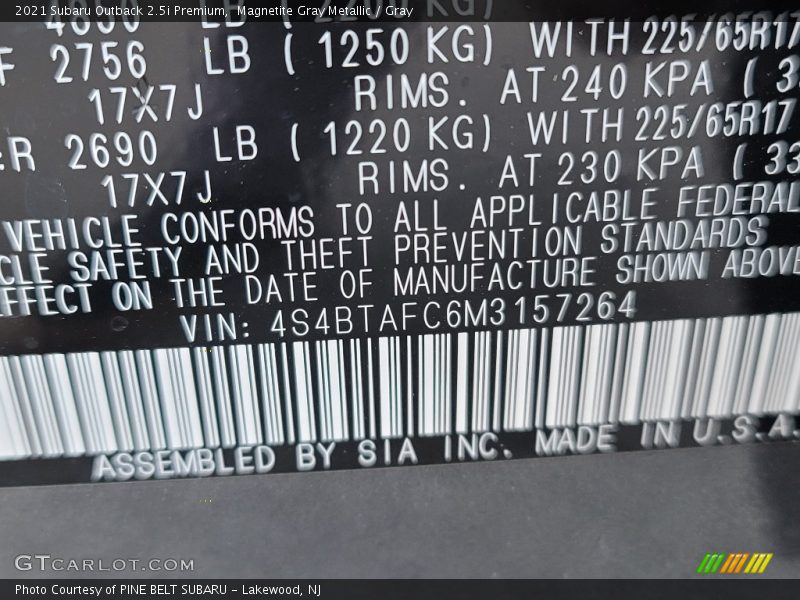 2021 Subaru Outback 2.5i Premium, Magnetite Gray Metallic / Gray
F 2756 LB ( 1250 KG) WITH 225/65R17
17X7J RIMS. AT 240 KPA ( 33
R 2690 LB ( 1220 KG) WITH 225/65R17
17X7J RIMS. AT 230 KPA ( 33
VEHICLE CONFORMS TO ALL APPLICABLE FEDERAL
CLE SAFETY AND THEFT PREVENTION STANDARDS
EFFECT ON THE DATE OF MANUFACTURE SHOWN ABOVE
VIN: 4S4BTAFC6M3157264
ASSEMBLED BY SIA INC. MADE IN U.S.A.
GTCARLOT.COM
Photo Courtesy of PINE BELT SUBARU - Lakewood, NJ